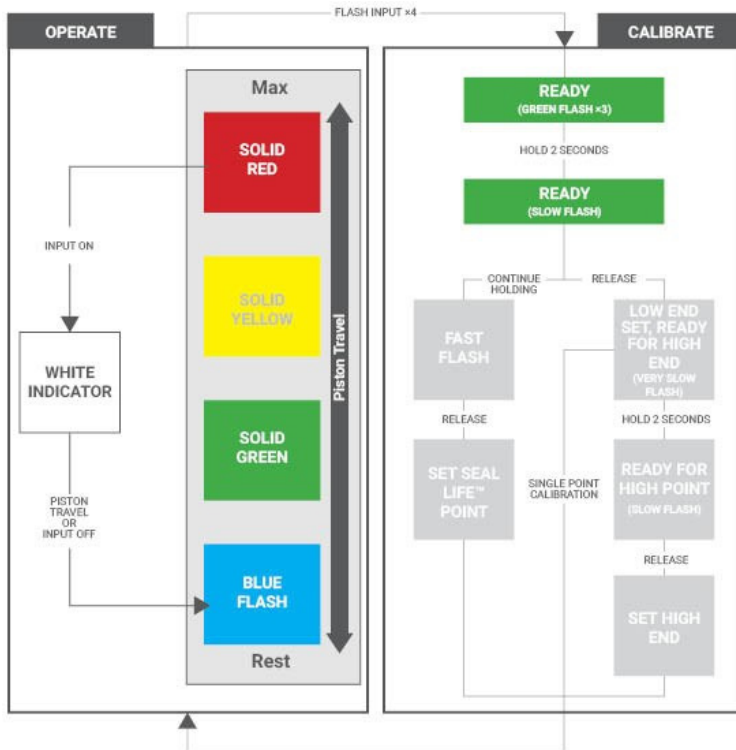 FLASH INPUT ×4
OPERATE
Max
SOLID
RED
INPUT ON
SOLID
YELLOW
WHITE
INDICATOR
Piston Travel
SOLID
GREEN
PISTON
TRAVEL
OR
INPUT OFF
BLUE
FLASH
Rest
CALIBRATE
READY
(GREEN FLASH ×3)
HOLD 2 SECONDS
READY
(SLOW FLASH)
CONTINUE
HOLDING
RELEASE
FAST
FLASH
RELEASE
SET SEAL
LIFE™
POINT
LOW END
SET, READY
FOR HIGH
END
(VERY SLOW
FLASH)
HOLD 2 SECONDS
SINGLE POINT
CALIBRATION
READY FOR
HIGH POINT
(SLOW FLASH)
RELEASE
SET HIGH
END